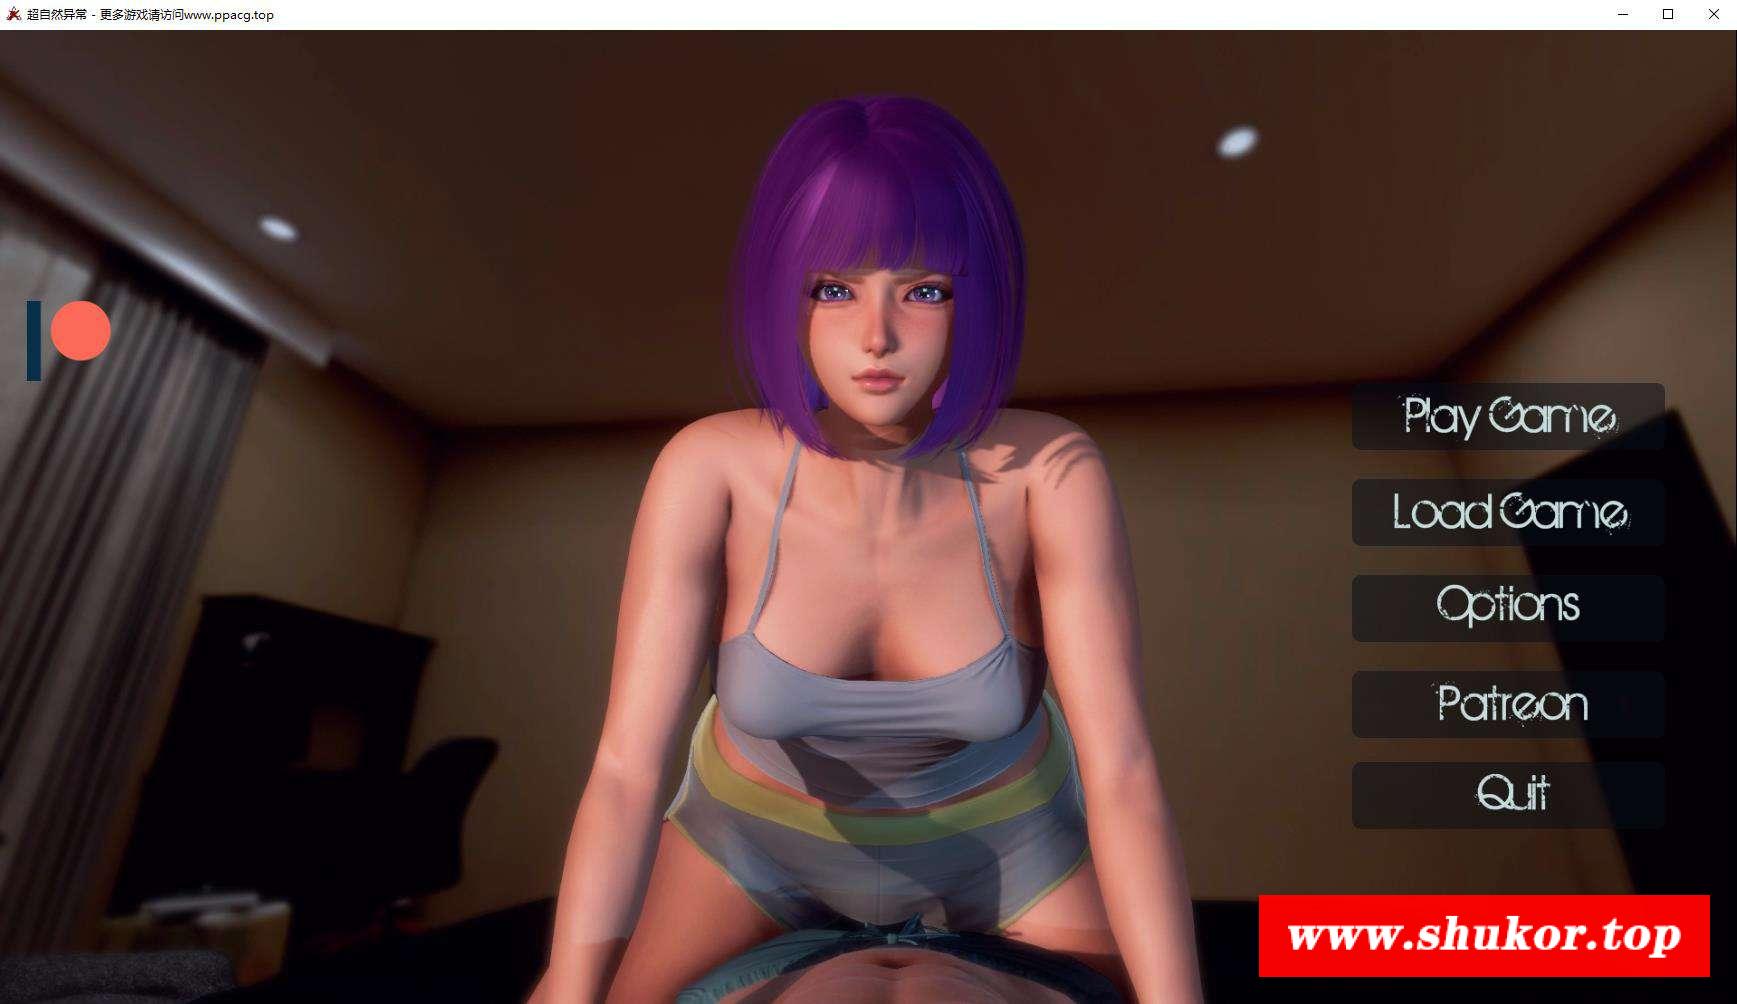 超自然异常 - 更多游戏请访问www.ppacg.top
Play Game
Load Game
Options
Patreon
Quit
www.shukor.top